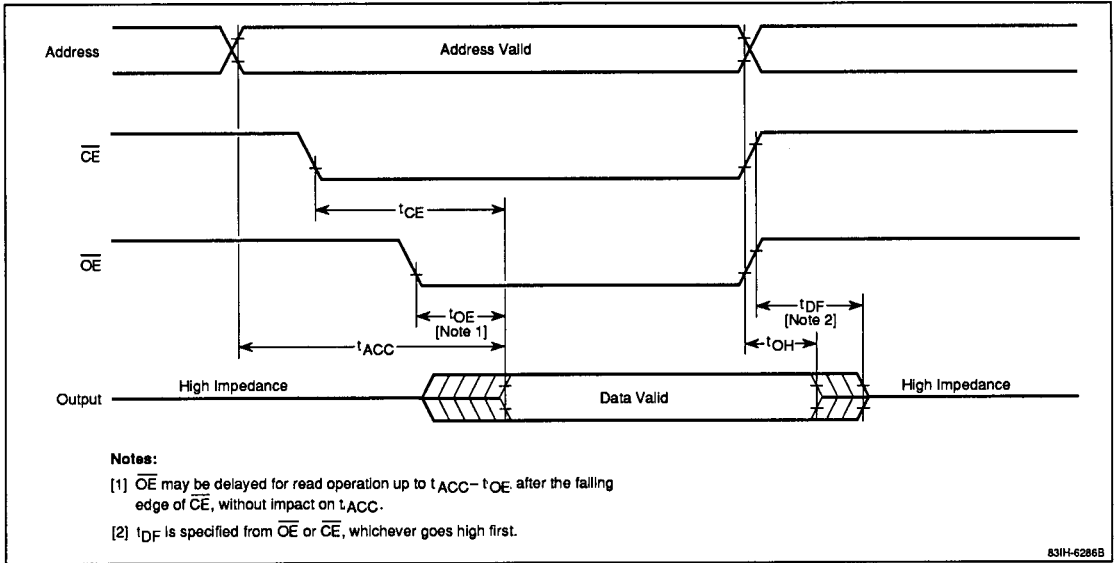 Address
Address Valid
CE
tCE
OE
tOE
[Note 1]
tDF
[Note 2]
tACC
tOH
High Impedance
High Impedance
Output
Data Valid
Notes:
[1] OE may be delayed for read operation up to tACC– tOE. after the falling
edge of CE, without impact on tACC.
[2] tDF is specified from OE or CE, whichever goes high first.
83IH-6286B